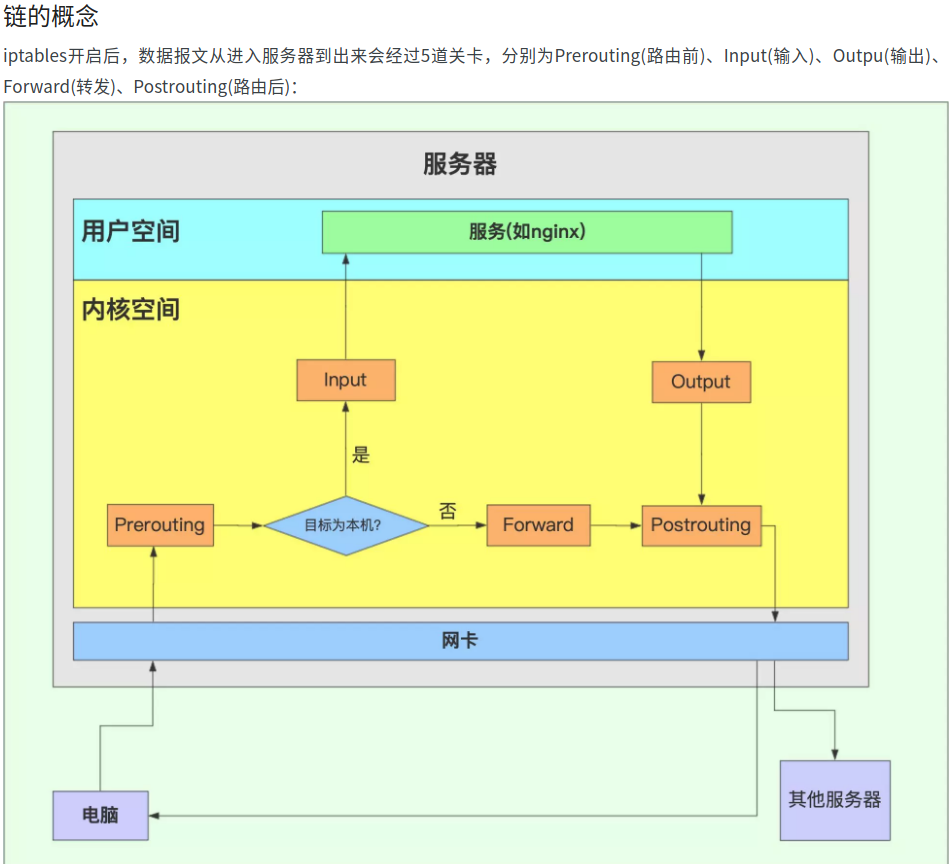 链的概念
iptables开启后，数据报文从进入服务器到出来会经过5道关卡，分别为Prerouting(路由前)、Input(输入)、Outpu(输出)、
Forward(转发)、Postrouting(路由后)：
服务器
用户空间
服务(如nginx)
内核空间
Input
Output
是
否
Prerouting
目标为本机?
Forward
Postrouting
网卡
电脑
其他服务器